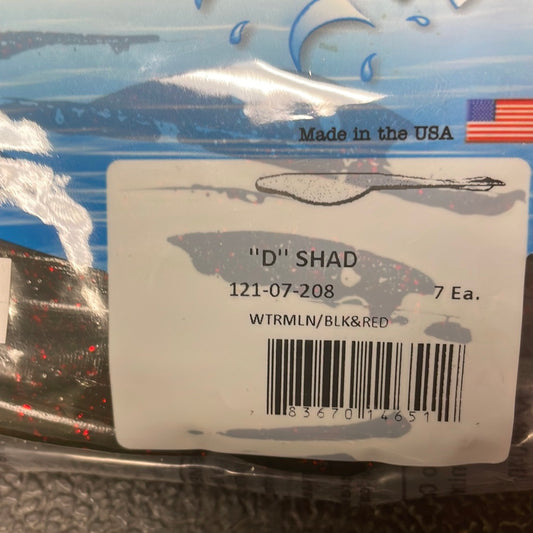 Made in the USA
"D" SHAD
121-07-208 7 Ea.
WTRMLN/BLK&RED
83670 14651